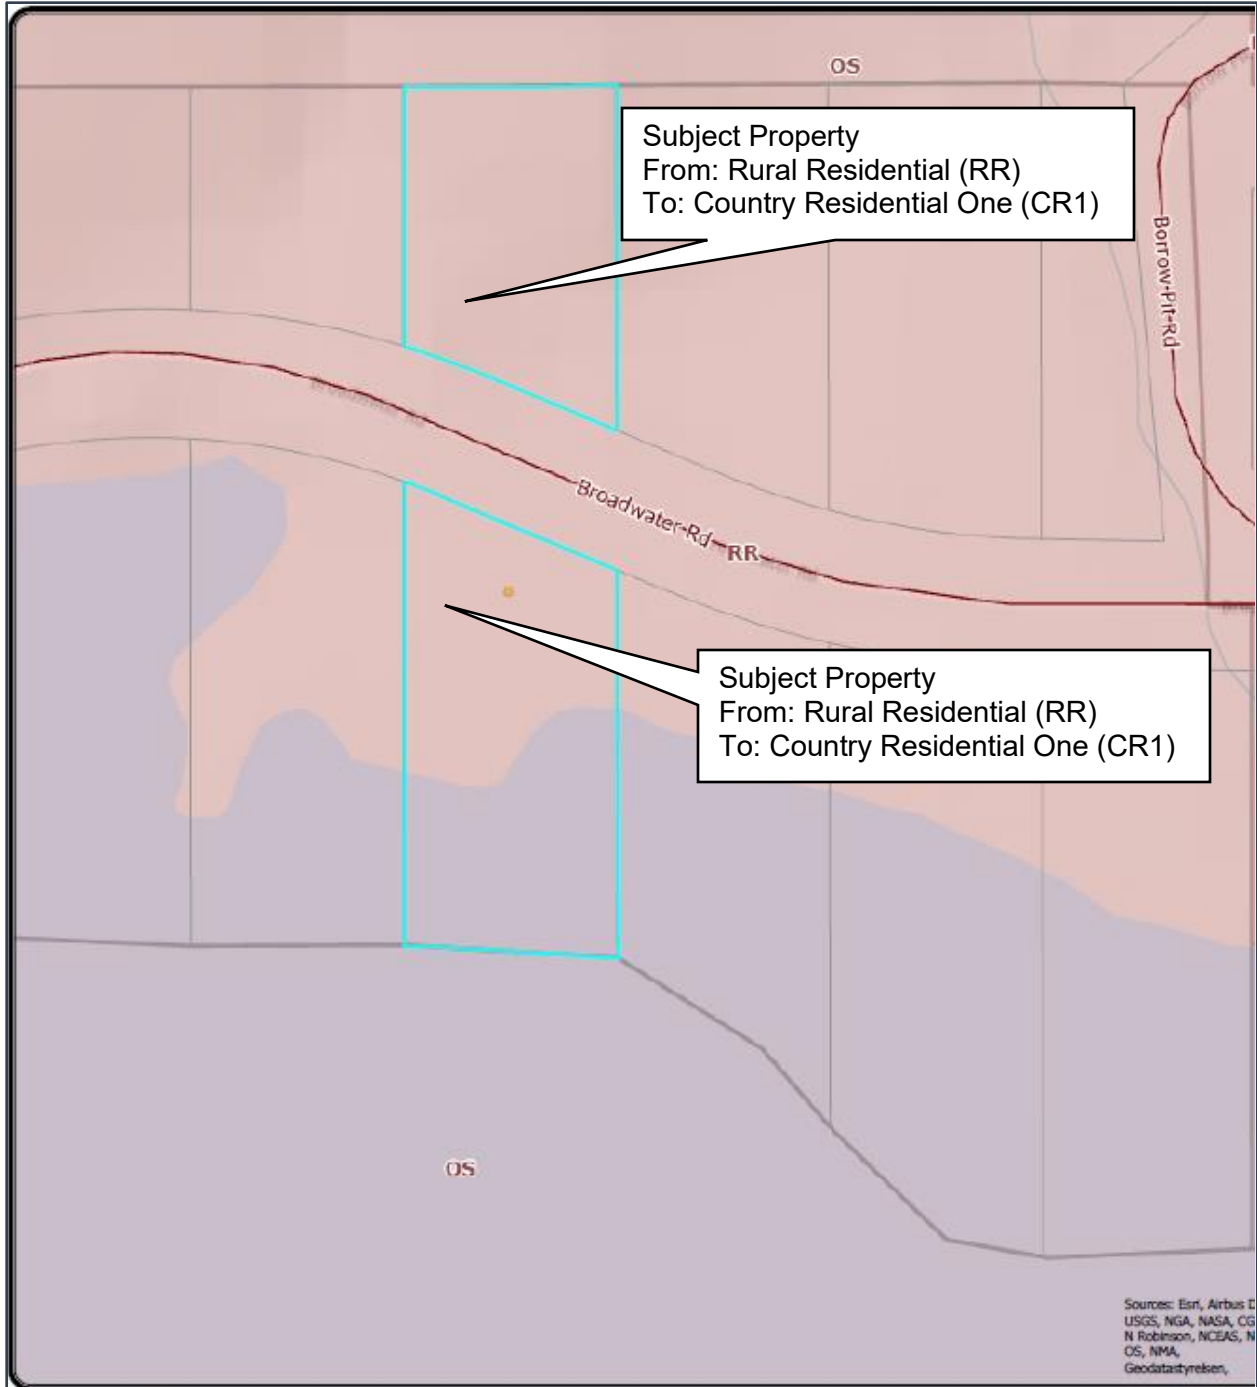 OS
Subject Property
From: Rural Residential (RR)
To: Country Residential One (CR1)
Borrow-Pit-Rd
Broadwater-Rd
RR
Subject Property
From: Rural Residential (RR)
To: Country Residential One (CR1)
OS
Sources: Esri, Airbus D
USGS, NGA, NASA, CG
N Robinson, NCEAS, N
OS, NMA,
Geodatastyrelsen,